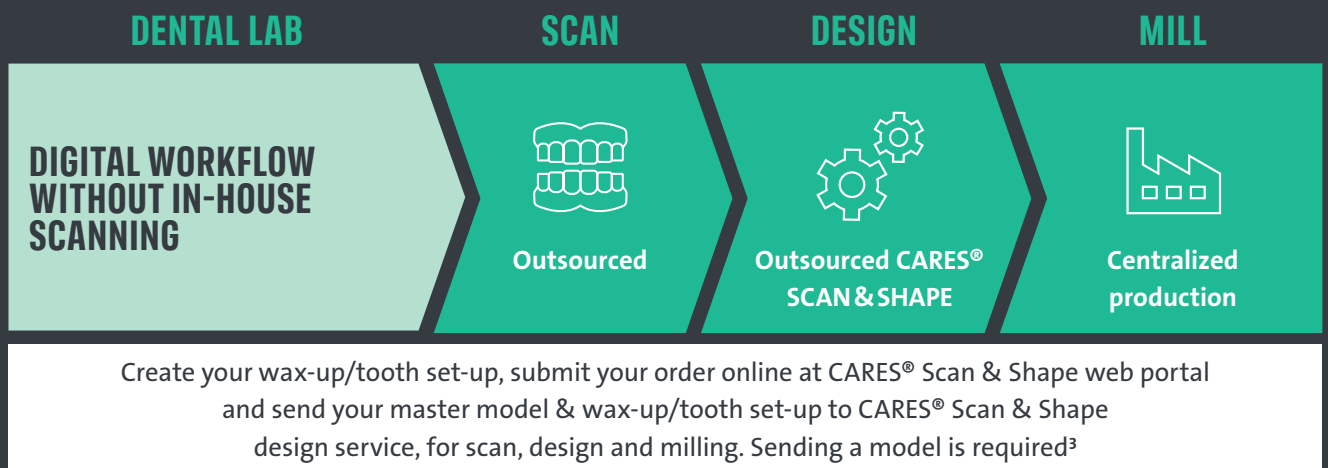 DENTAL LAB
SCAN
DESIGN
MILL
DIGITAL WORKFLOW
WITHOUT IN-HOUSE
SCANNING
Outsourced
Outsourced CARES®
SCAN & SHAPE
Centralized
production
Create your wax-up/tooth set-up, submit your order online at CARES® Scan & Shape web portal
and send your master model & wax-up/tooth set-up to CARES® Scan & Shape
design service, for scan, design and milling. Sending a model is required³